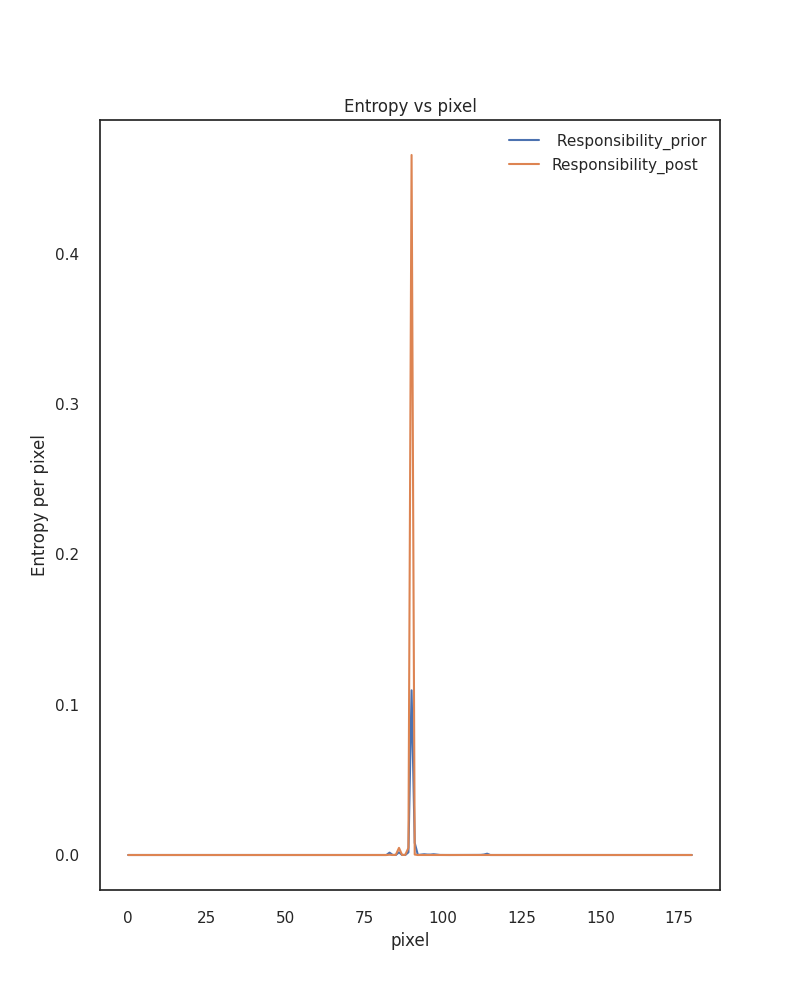 Entropy vs pixel
Responsibility_prior
Responsibility_post
Entropy per pixel
0.4
0.3
0.2
0.1
0.0
0 25 50 75 100 125 150 175
pixel